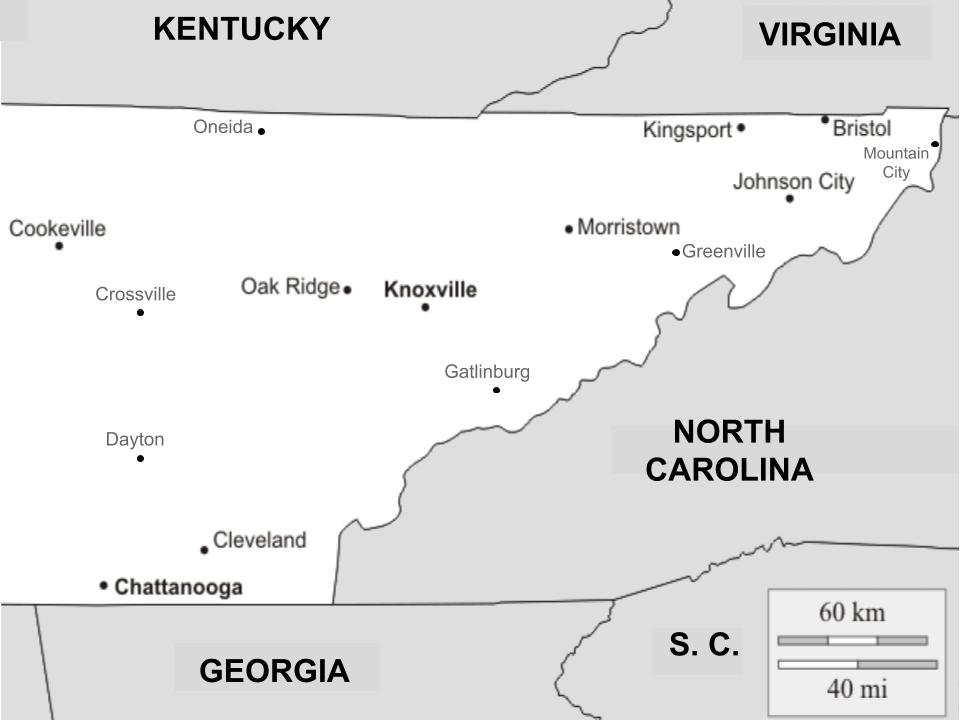 KENTUCKY
VIRGINIA
Oneida
Kingsport
Bristol
Mountain
City
Johnson City
Cookeville
Morristown
Greenville
Crossville
Oak Ridge
Knoxville
Gatlinburg
Dayton
NORTH
CAROLINA
Cleveland
Chattanooga
60 km
40 mi
S. C.
GEORGIA